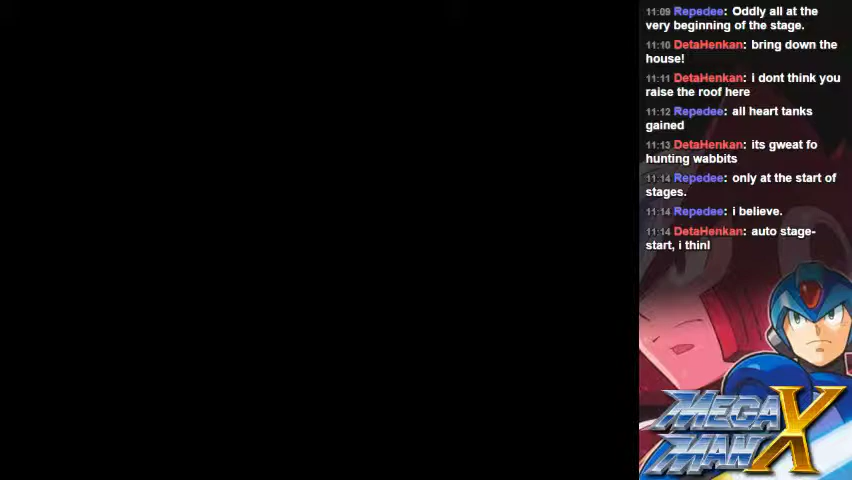 11:09 Repedee: Oddly all at the
very beginning of the stage.
11:10 DetaHenkan: bring down the
house!
11:11 DetaHenkan: i dont think you
raise the roof here
11:12 Repedee: all heart tanks
gained
11:13 DetaHenkan: its gweat fo
hunting wabbits
11:14 Repedee: only at the start of
stages.
11:14 Repedee: i believe.
11:14 DetaHenkan: auto stage-
start, i thinl
MEGA
MAN X